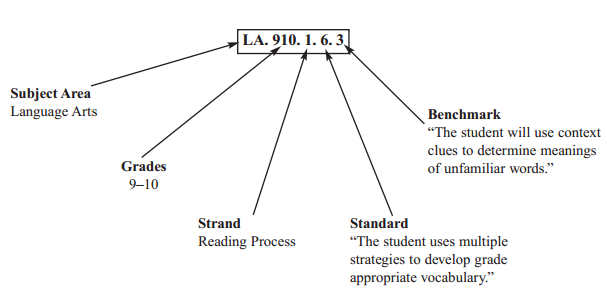 LA. 910. 1. 6. 3
Subject Area
Language Arts
Benchmark
“The student will use context
clues to determine meanings
of unfamiliar words.”
Grades
9–10
Strand
Reading Process
Standard
“The student uses multiple
strategies to develop grade
appropriate vocabulary.”